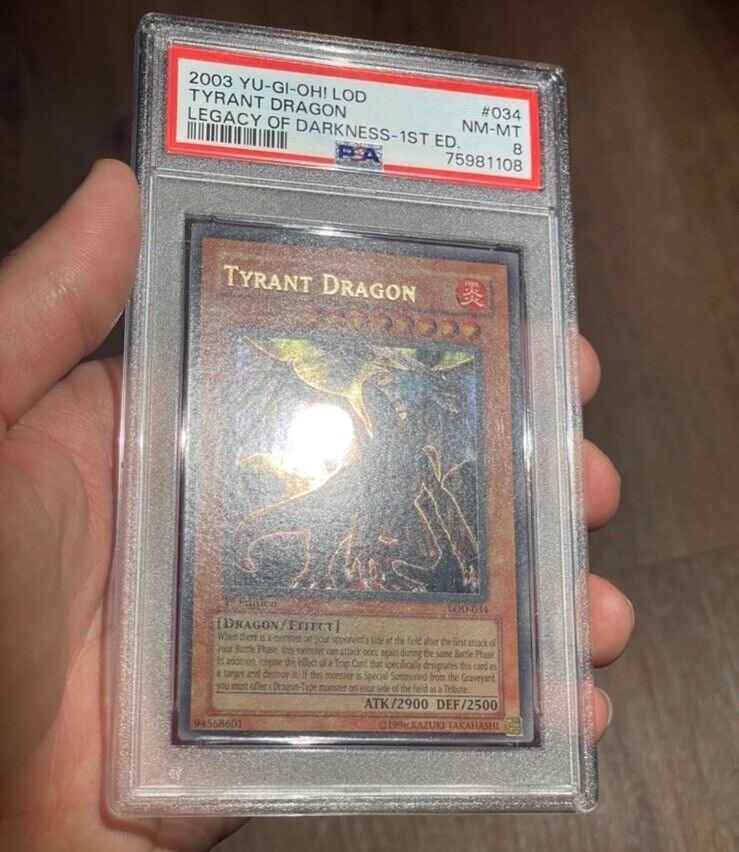 2003 YU-GI-OH! LOD #034
TYRANT DRAGON NM-MT
LEGACY OF DARKNESS-1ST ED. 8
PSA 75981108
TYRANT DRAGON
炎
1st Edition LOD-034
[DRAGON/EFFECT]
When there is a monster on your opponent's side of the field after the first attack of
your Battle Phase, this monster can attack once again during the same Battle Phase.
In addition, negate the effect of a Trap Card that specifically designates this card as
a target and destroy it. If this monster is Special Summoned from the Graveyard,
you must offer 1 Dragon-Type monster on your side of the field as a Tribute.
ATK/2900 DEF/2500
94568601 ©1996 KAZUKI TAKAHASHI